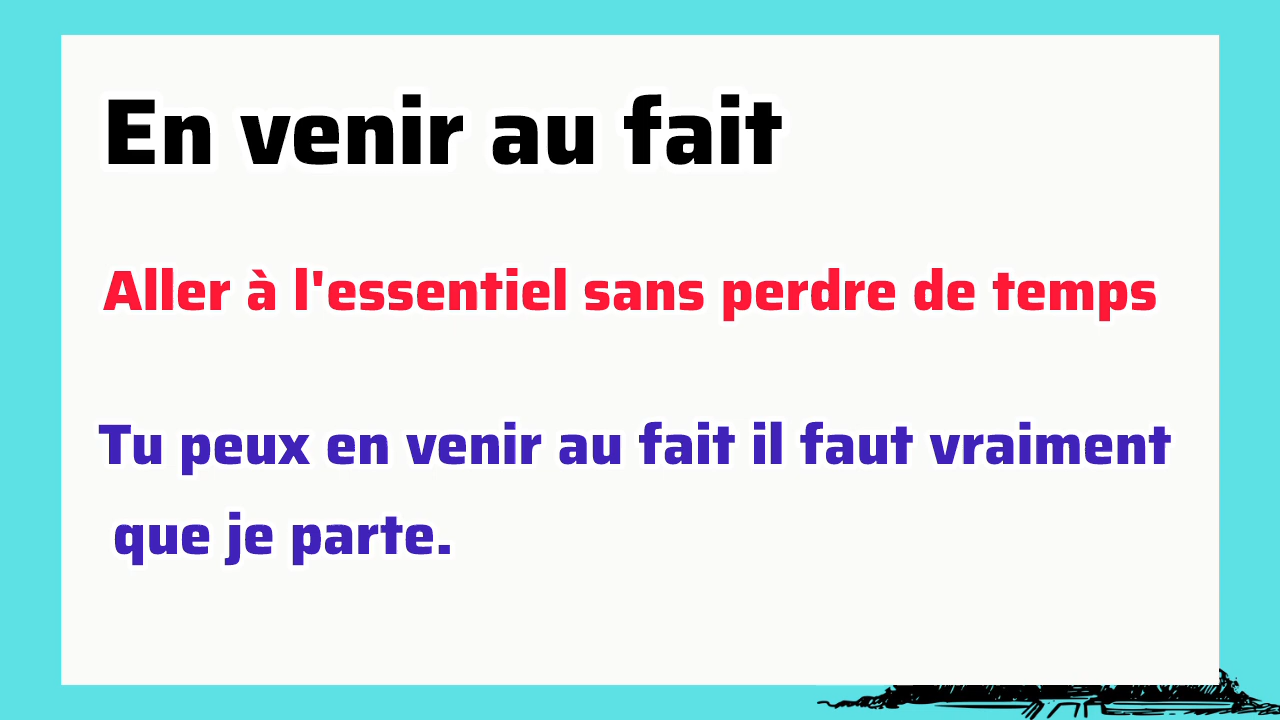 En venir au fait
Aller à l'essentiel sans perdre de temps
Tu peux en venir au fait il faut vraiment
que je parte.